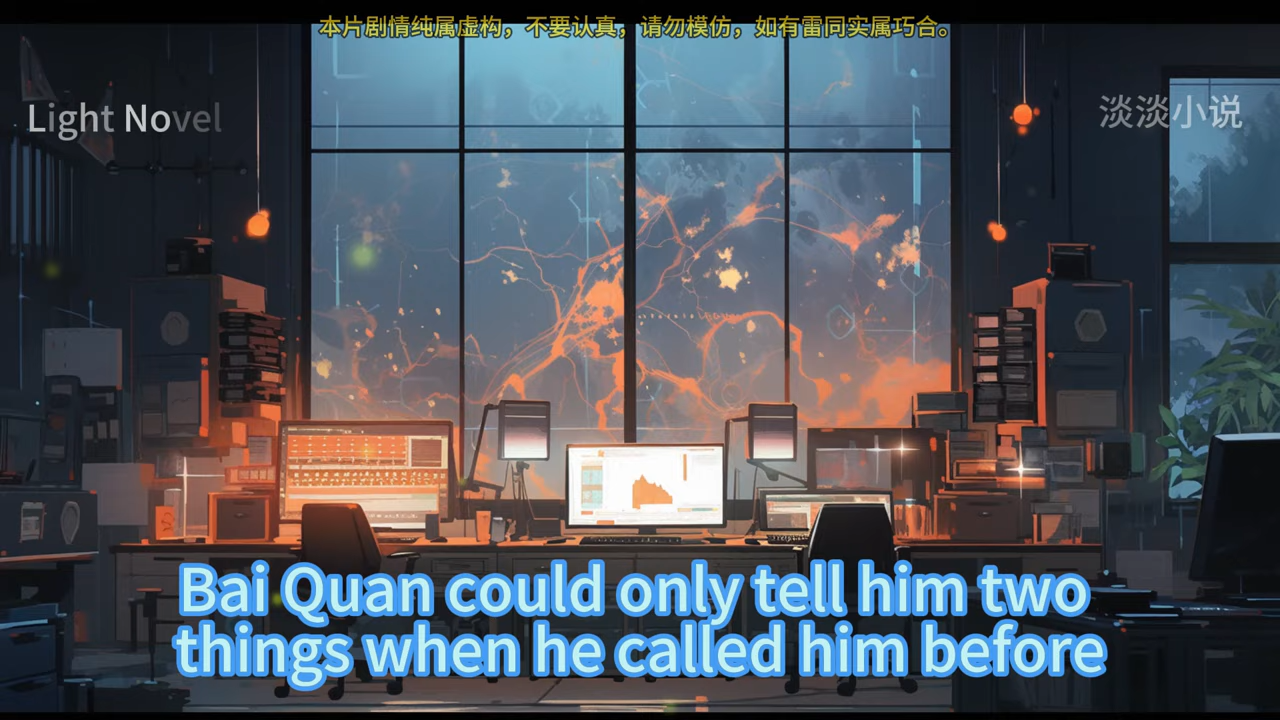 本片剧情纯属虚构，不要认真，请勿模仿，如有雷同实属巧合。
Light Novel
淡淡小说
Bai Quan could only tell him two
things when he called him before